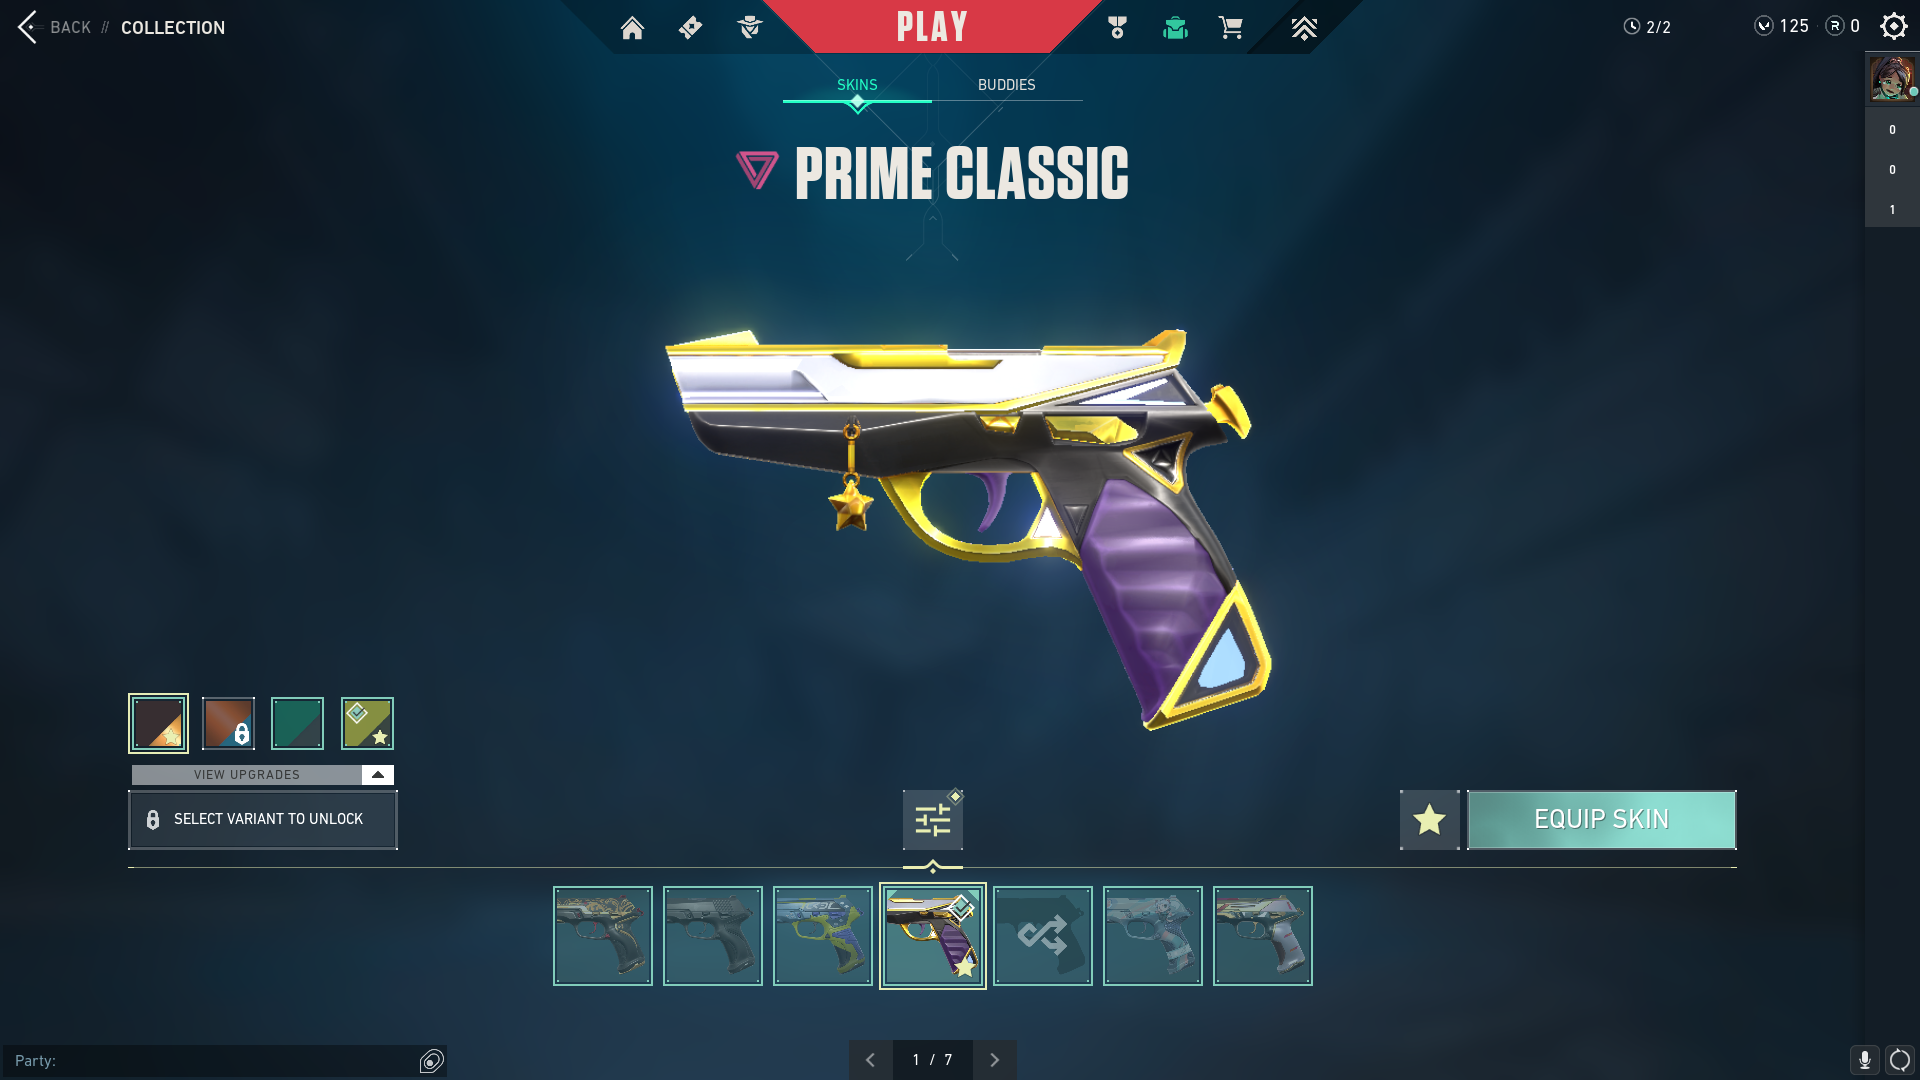 BACK // COLLECTION
PLAY
2/2
125
0
SKINS
BUDDIES
PRIME CLASSIC
0
0
1
VIEW UPGRADES
SELECT VARIANT TO UNLOCK
EQUIP SKIN
Party:
1 / 7